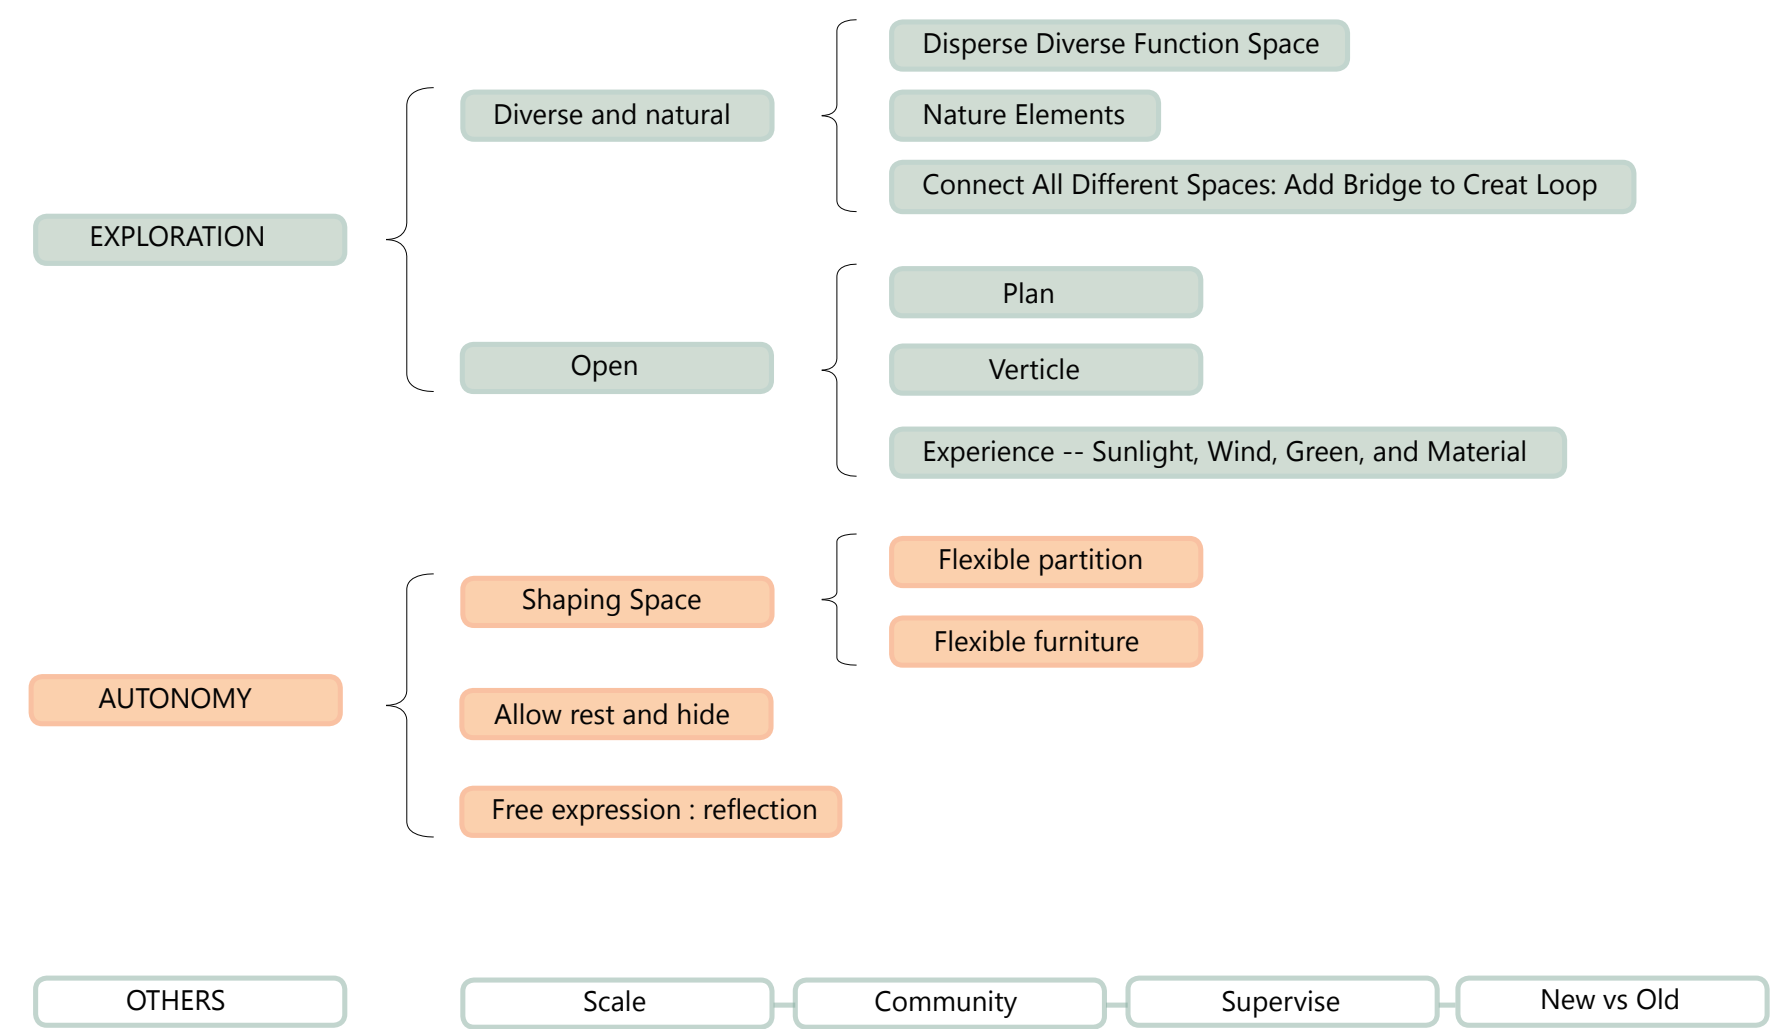 EXPLORATION
Diverse and natural
Disperse Diverse Function Space
Nature Elements
Connect All Different Spaces: Add Bridge to Creat Loop
Open
Plan
Verticle
Experience -- Sunlight, Wind, Green, and Material
AUTONOMY
Shaping Space
Flexible partition
Flexible furniture
Allow rest and hide
Free expression : reflection
OTHERS
Scale
Community
Supervise
New vs Old